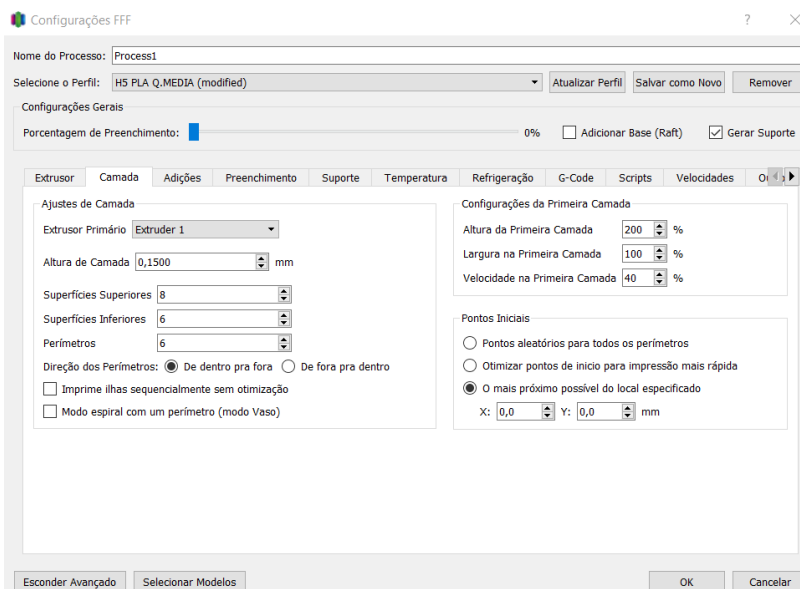 Configurações FFF
Nome do Processo: Process1
Selecione o Perfil: H5 PLA Q.MEDIA (modified) Atualizar Perfil Salvar como Novo Remover
Configurações Gerais
Porcentagem de Preenchimento: 0% Adicionar Base (Raft) Gerar Suporte
Extrusor Camada Adições Preenchimento Suporte Temperatura Refrigeração G-Code Scripts Velocidades
Ajustes de Camada
Extrusor Primário Extruder 1
Altura de Camada 0,1500 mm
Superfícies Superiores 8
Superfícies Inferiores 6
Perímetros 6
Direção dos Perímetros: De dentro pra fora De fora pra dentro
Imprime ilhas sequencialmente sem otimização
Modo espiral com um perímetro (modo Vaso)
Configurações da Primeira Camada
Altura da Primeira Camada 200 %
Largura na Primeira Camada 100 %
Velocidade na Primeira Camada 40 %
Pontos Iniciais
Pontos aleatórios para todos os perímetros
Otimizar pontos de inicio para impressão mais rápida
O mais próximo possível do local especificado
X: 0,0 Y: 0,0 mm
Esconder Avançado Selecionar Modelos OK Cancelar